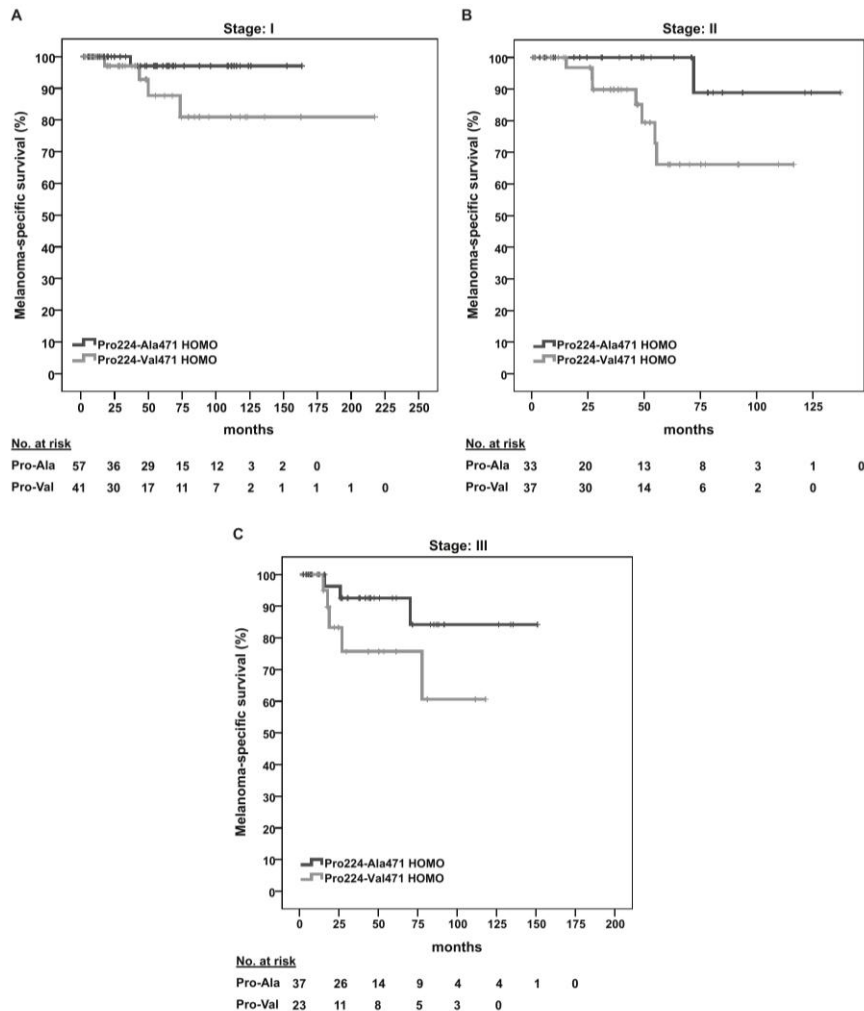 A
Stage: I
Melanoma-specific survival (%)
100
90
80
70
60
50
40
30
20
10
0
Pro224-Ala471 HOMO
Pro224-Val471 HOMO
0 25 50 75 100 125 150 175 200 225 250
months
No. at risk
Pro-Ala 57 36 29 15 12 3 2 0
Pro-Val 41 30 17 11 7 2 1 1 1 0
B
Stage: II
Melanoma-specific survival (%)
100
90
80
70
60
50
40
30
20
10
0
Pro224-Ala471 HOMO
Pro224-Val471 HOMO
0 25 50 75 100 125
months
No. at risk
Pro-Ala 33 20 13 8 3 1 0
Pro-Val 37 30 14 6 2 0
C
Stage: III
Melanoma-specific survival (%)
100
90
80
70
60
50
40
30
20
10
0
Pro224-Ala471 HOMO
Pro224-Val471 HOMO
0 25 50 75 100 125 150 175 200
months
No. at risk
Pro-Ala 37 26 14 9 4 4 1 0
Pro-Val 23 11 8 5 3 0